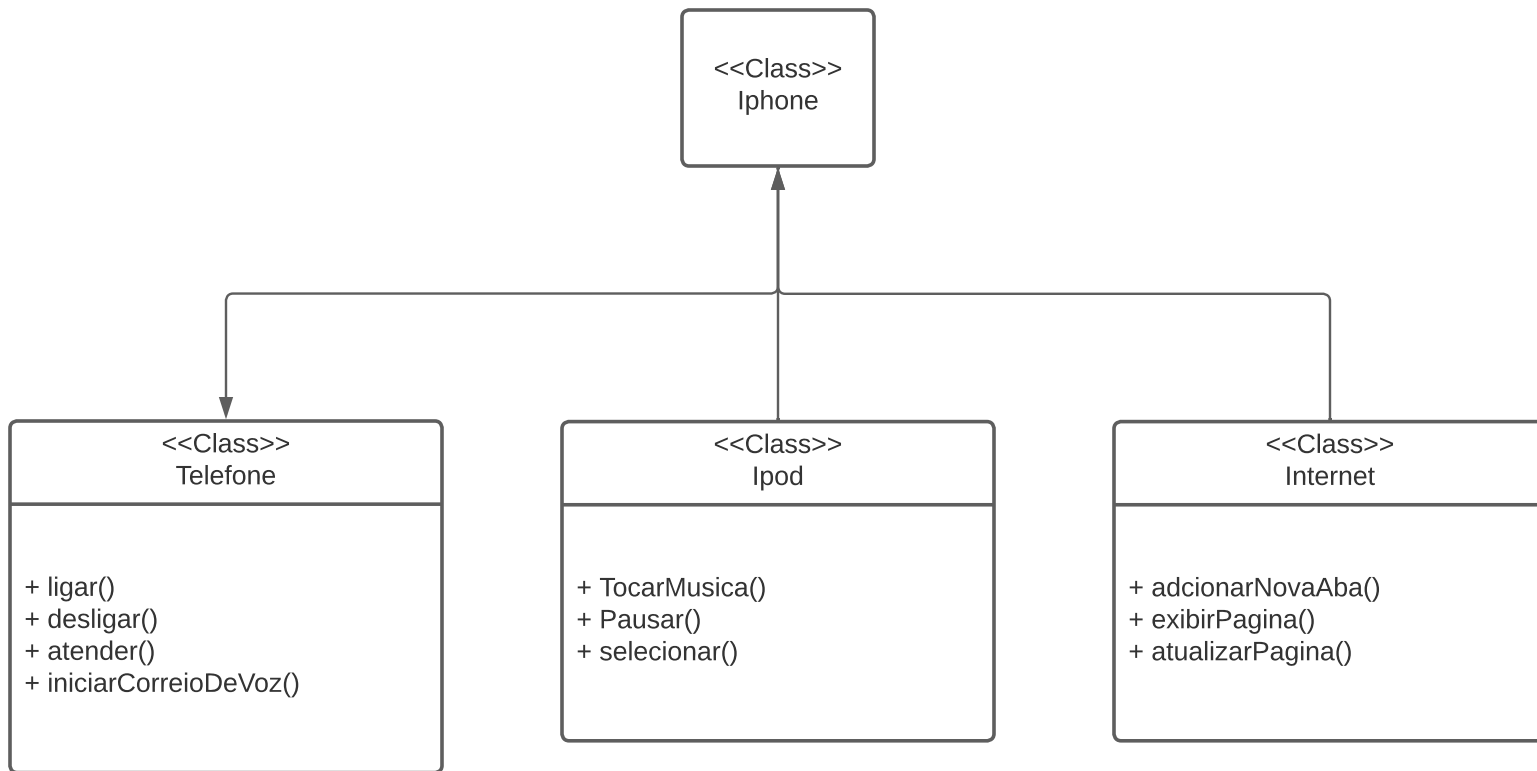 <<Class>>
Iphone
<<Class>>
Telefone
+ ligar()
+ desligar()
+ atender()
+ iniciarCorreioDeVoz()
<<Class>>
Ipod
+ TocarMusica()
+ Pausar()
+ selecionar()
<<Class>>
Internet
+ adcionarNovaAba()
+ exibirPagina()
+ atualizarPagina()